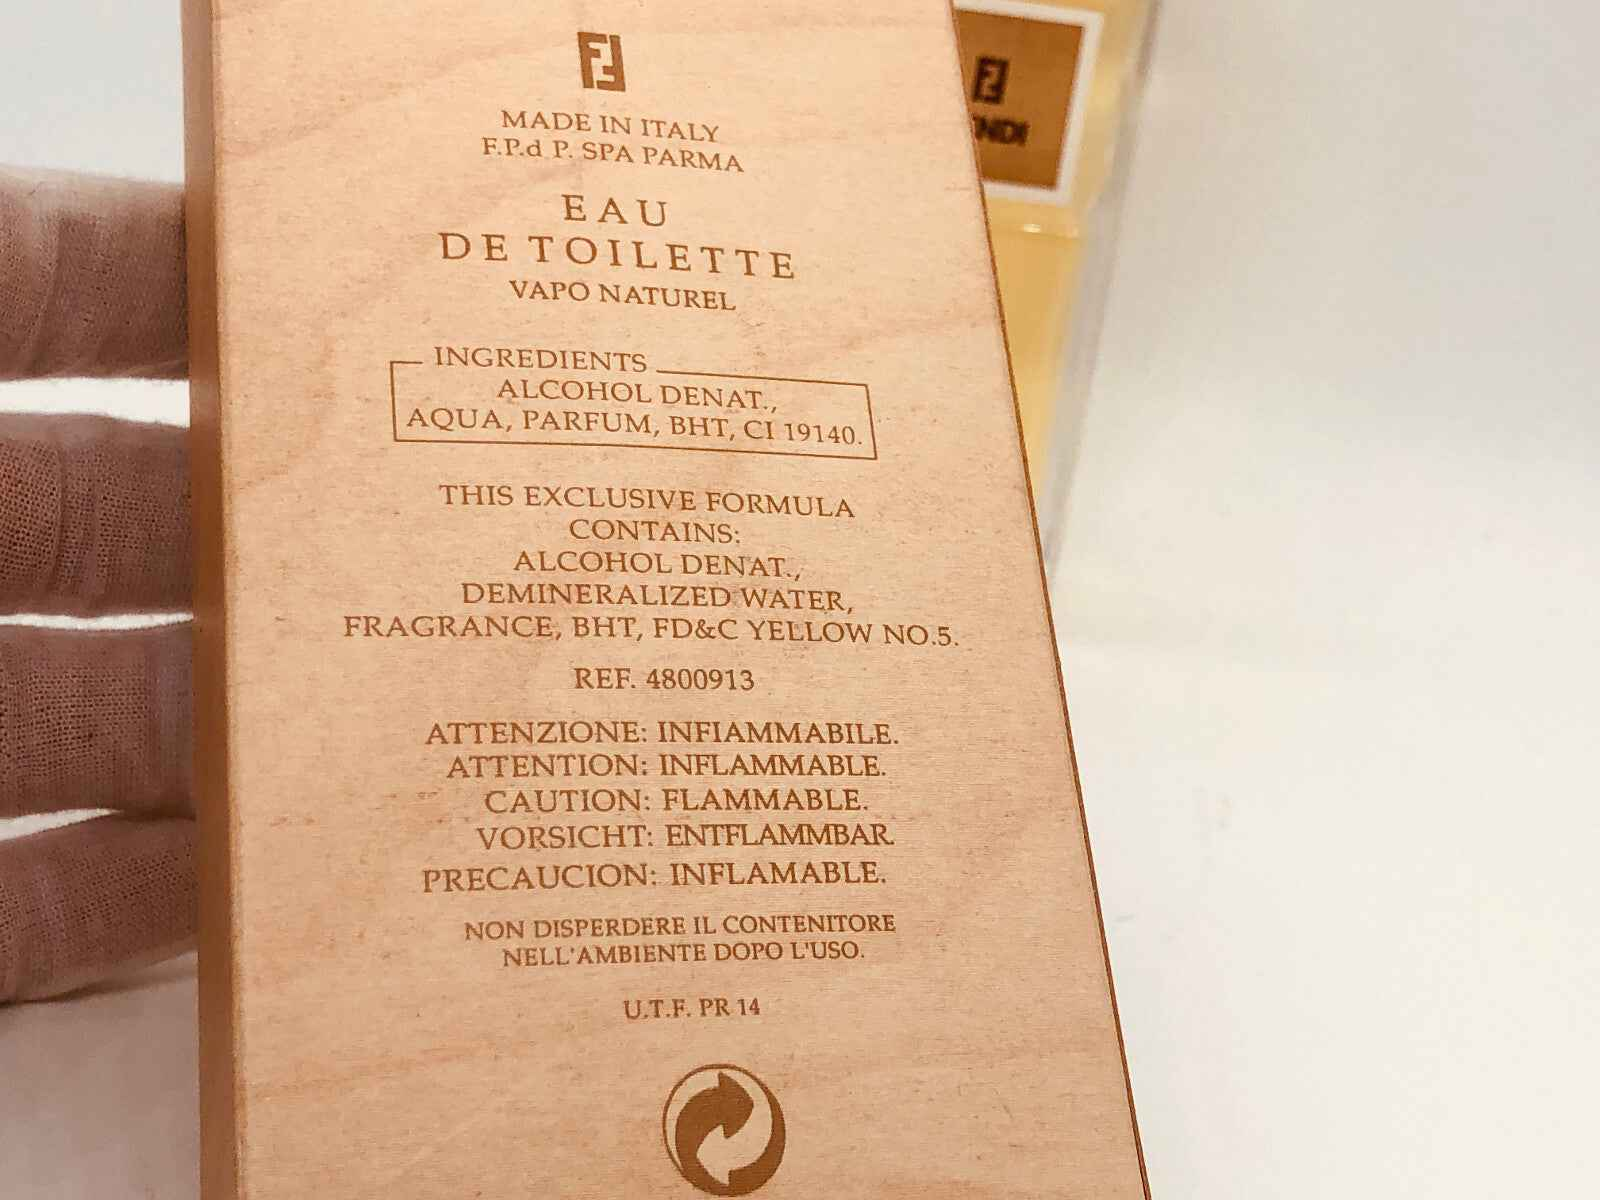 MADE IN ITALY
F.P.d P. SPA PARMA
EAU
DE TOILETTE
VAPO NATUREL
INGREDIENTS
ALCOHOL DENAT.,
AQUA, PARFUM, BHT, CI 19140.
THIS EXCLUSIVE FORMULA
CONTAINS:
ALCOHOL DENAT.,
DEMINERALIZED WATER,
FRAGRANCE, BHT, FD&C YELLOW NO.5.
REF. 4800913
ATTENZIONE: INFIAMMABILE.
ATTENTION: INFLAMMABLE.
CAUTION: FLAMMABLE.
VORSICHT: ENTFLAMMBAR.
PRECAUCION: INFLAMABLE.
NON DISPERDERE IL CONTENITORE
NELL'AMBIENTE DOPO L'USO.
U.T.F. PR 14